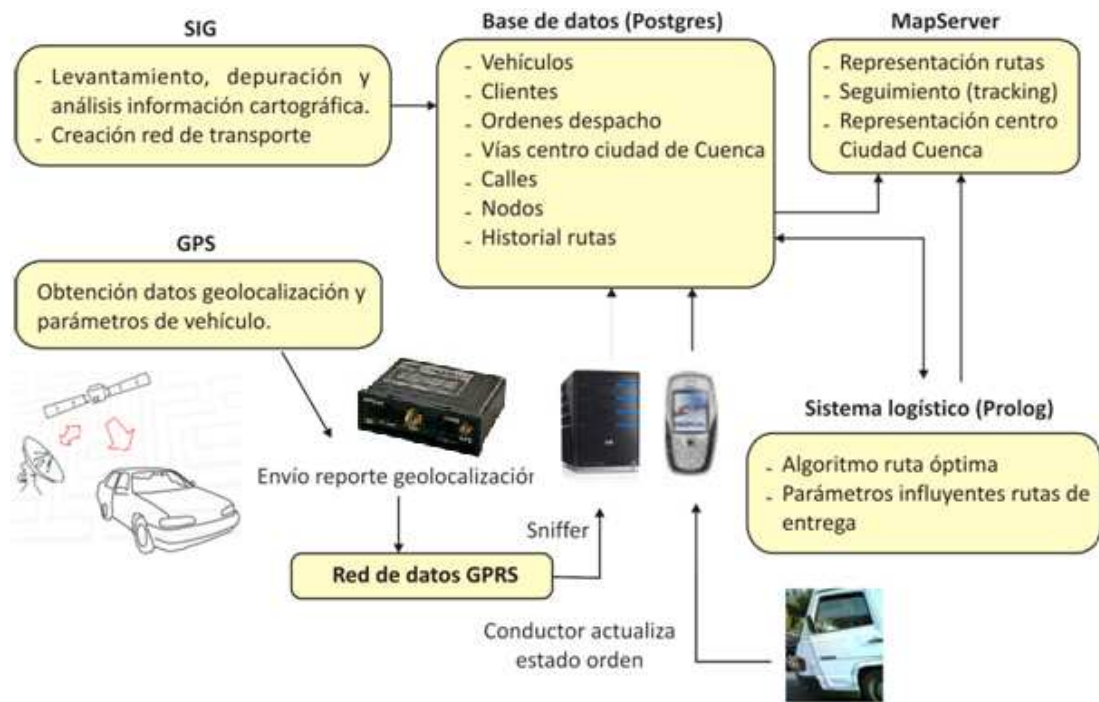 SIG
- Levantamiento, depuración y
análisis información cartográfica.
- Creación red de transporte
Base de datos (Postgres)
- Vehículos
- Clientes
- Ordenes despacho
- Vías centro ciudad de Cuenca
- Calles
- Nodos
- Historial rutas
MapServer
- Representación rutas
- Seguimiento (tracking)
- Representación centro
Ciudad Cuenca
GPS
Obtención datos geolocalización y
parámetros de vehículo.
Envío reporte geolocalización
Sniffer
Red de datos GPRS
Conductor actualiza
estado orden
Sistema logístico (Prolog)
- Algoritmo ruta óptima
- Parámetros influyentes rutas de
entrega